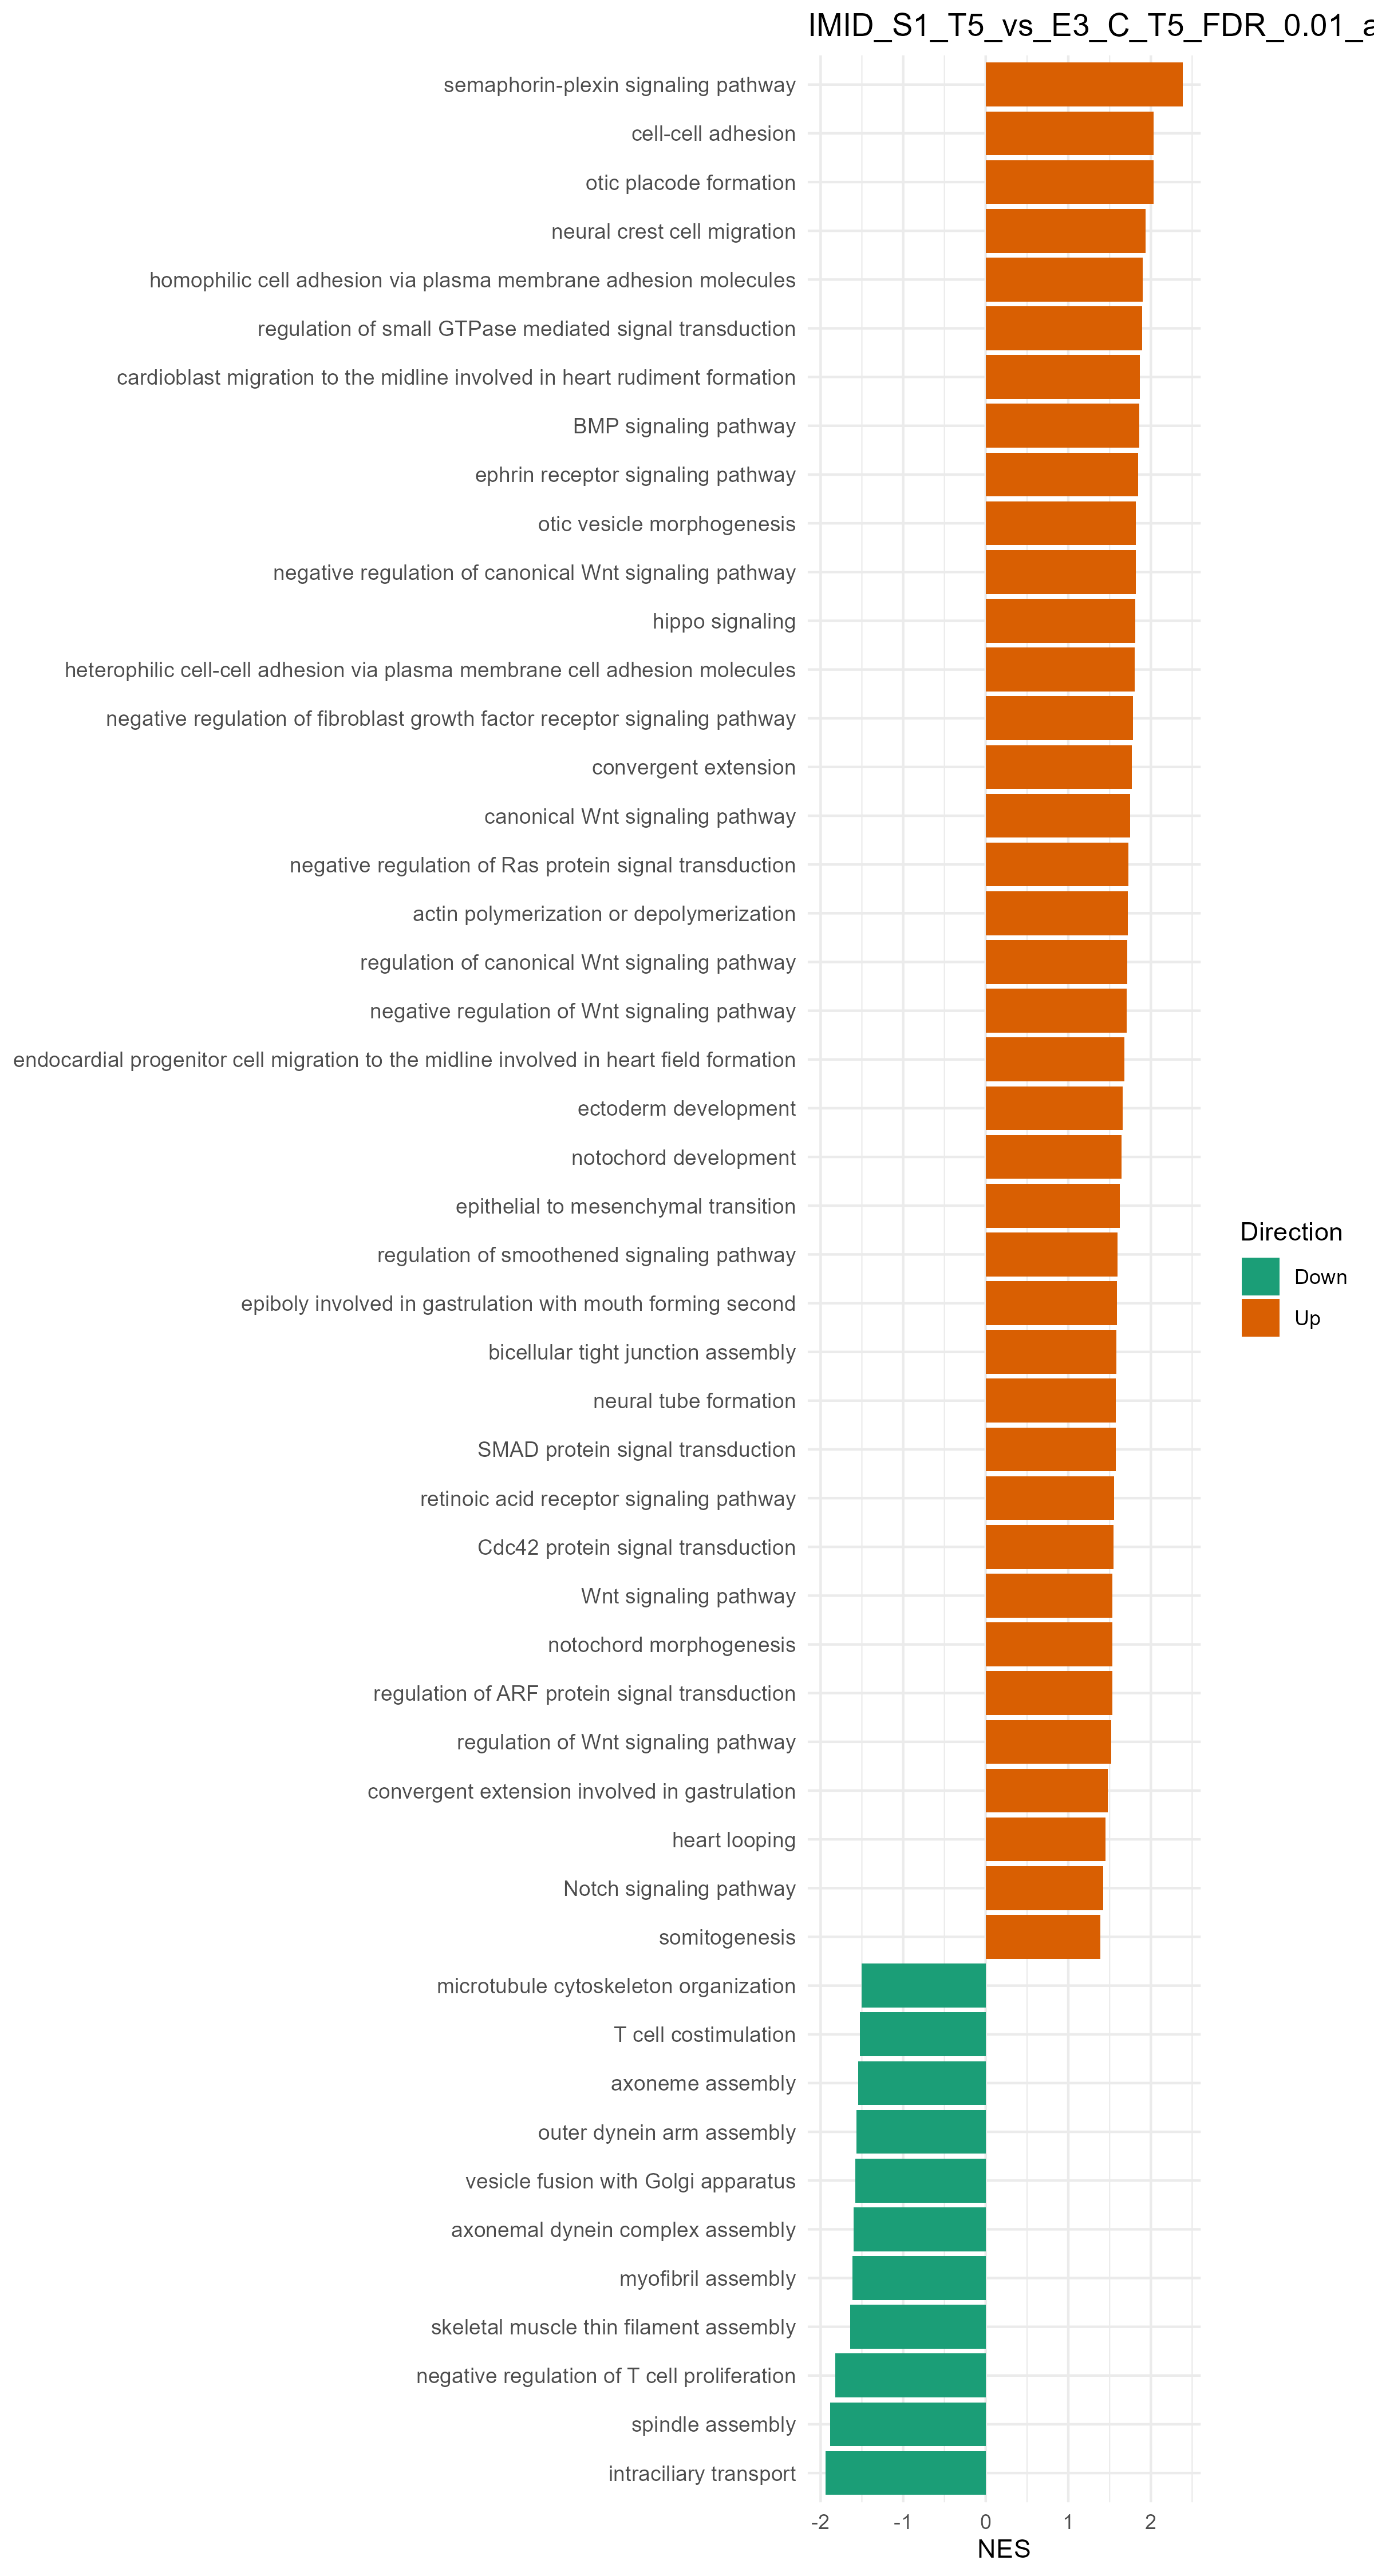 IMID_S1_T5_vs_E3_C_T5_FDR_0.01_a
semaphorin-plexin signaling pathway
cell-cell adhesion
otic placode formation
neural crest cell migration
homophilic cell adhesion via plasma membrane adhesion molecules
regulation of small GTPase mediated signal transduction
cardioblast migration to the midline involved in heart rudiment formation
BMP signaling pathway
ephrin receptor signaling pathway
otic vesicle morphogenesis
negative regulation of canonical Wnt signaling pathway
hippo signaling
heterophilic cell-cell adhesion via plasma membrane cell adhesion molecules
negative regulation of fibroblast growth factor receptor signaling pathway
convergent extension
canonical Wnt signaling pathway
negative regulation of Ras protein signal transduction
actin polymerization or depolymerization
regulation of canonical Wnt signaling pathway
negative regulation of Wnt signaling pathway
endocardial progenitor cell migration to the midline involved in heart field formation
ectoderm development
notochord development
epithelial to mesenchymal transition
regulation of smoothened signaling pathway
epiboly involved in gastrulation with mouth forming second
bicellular tight junction assembly
neural tube formation
SMAD protein signal transduction
retinoic acid receptor signaling pathway
Cdc42 protein signal transduction
Wnt signaling pathway
notochord morphogenesis
regulation of ARF protein signal transduction
regulation of Wnt signaling pathway
convergent extension involved in gastrulation
heart looping
Notch signaling pathway
somitogenesis
microtubule cytoskeleton organization
T cell costimulation
axoneme assembly
outer dynein arm assembly
vesicle fusion with Golgi apparatus
axonemal dynein complex assembly
myofibril assembly
skeletal muscle thin filament assembly
negative regulation of T cell proliferation
spindle assembly
intraciliary transport
-2 -1 0 1 2
NES
Direction
Down
Up